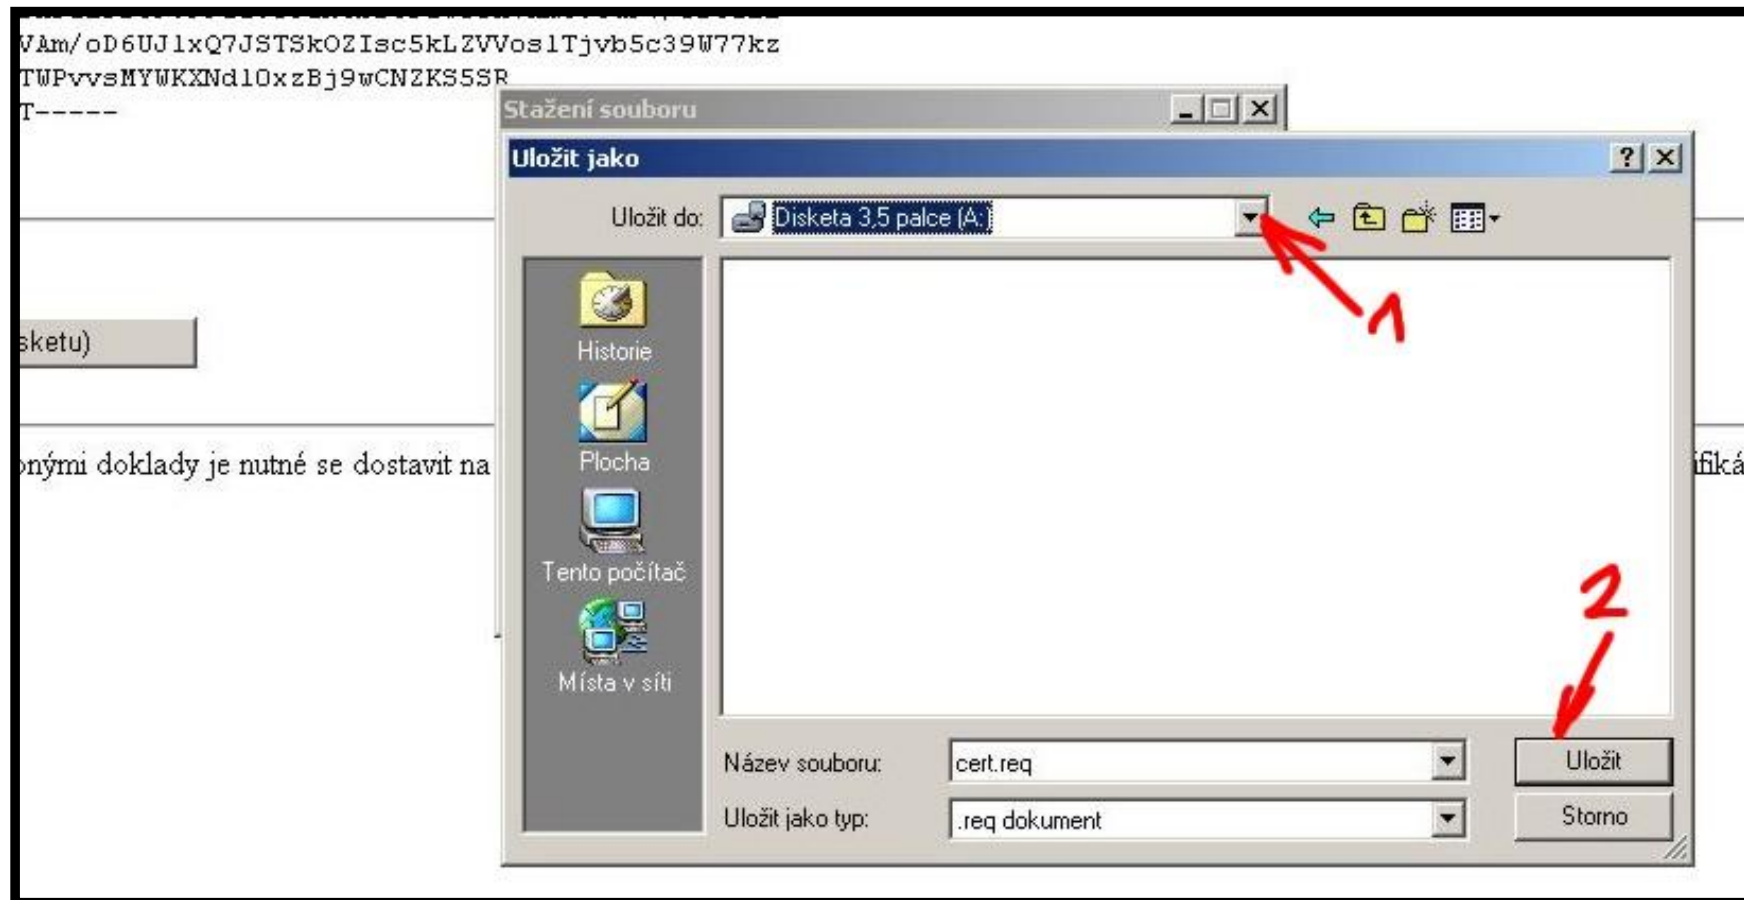 VAm/oD6UJ1xQ7JSTSkOZIsc5kLZVVos1Tjvb5c39W77kz
TWPvvsMYWKXNd10xzBj9wCNZKS5SR
T-----
Stažení souboru
Uložit jako
Uložit do:
Disketa 3,5 palce (A:)
1
Historie
sketu)
Plocha
onými doklady je nutné se dostavit na
ifiká
Tento počítač
2
Místa v síti
Název souboru:
cert.req
Uložit
Uložit jako typ:
.req dokument
Storno